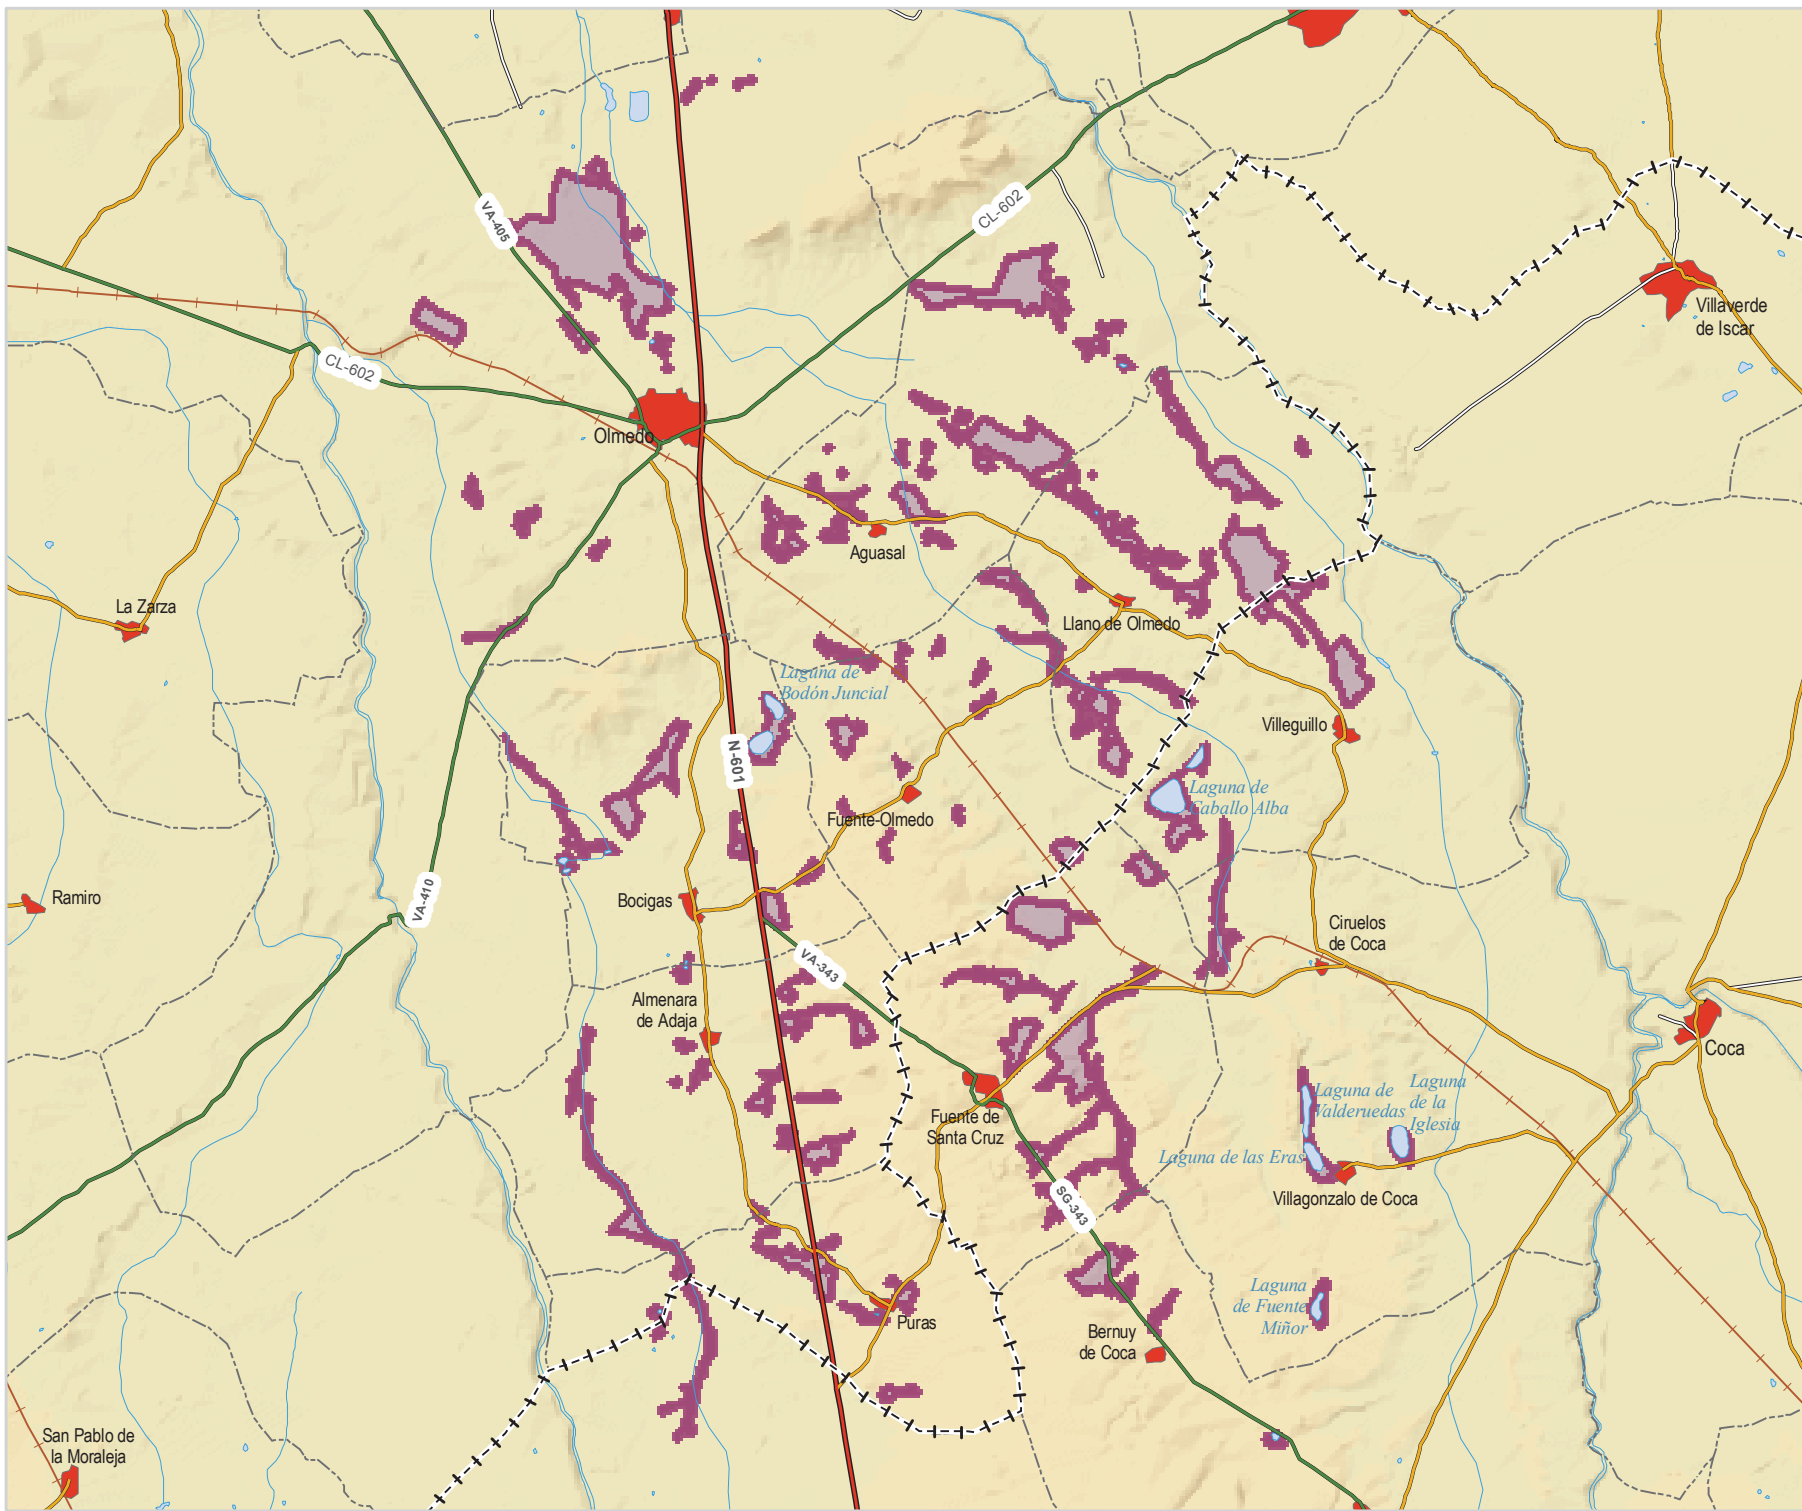 VA-405
CL-602
Villaverde
de Iscar
CL-602
Olmedo
Aguasal
La Zarza
Llano de Olmedo
Laguna de
Bodón Juncial
Villeguillo
N-601
Laguna de
Caballo Alba
Fuente-Olmedo
Ramiro
VA-410
Bocigas
Ciruelos
de Coca
VA-343
Almenara
de Adaja
Coca
Laguna de
Valderuedas
Laguna
de la
Iglesia
Fuente de
Santa Cruz
Laguna de las Eras
Villagonzalo de Coca
SG-343
Laguna
de Fuente
Miñor
Puras
Bernuy
de Coca
San Pablo de
la Moraleja